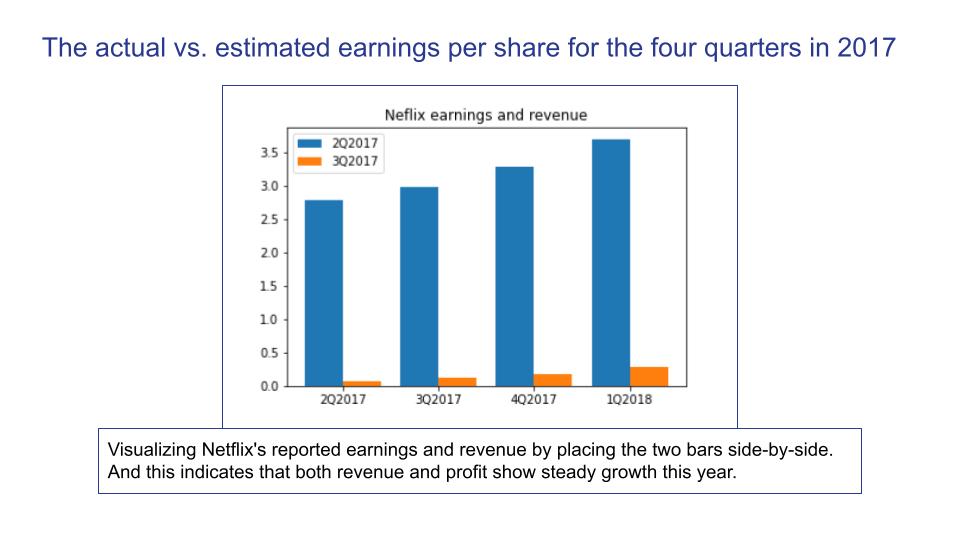 The actual vs. estimated earnings per share for the four quarters in 2017
Neflix earnings and revenue
2Q2017
3Q2017
3.5
3.0
2.5
2.0
1.5
1.0
0.5
0.0
2Q2017 3Q2017 4Q2017 1Q2018
Visualizing Netflix's reported earnings and revenue by placing the two bars side-by-side.
And this indicates that both revenue and profit show steady growth this year.